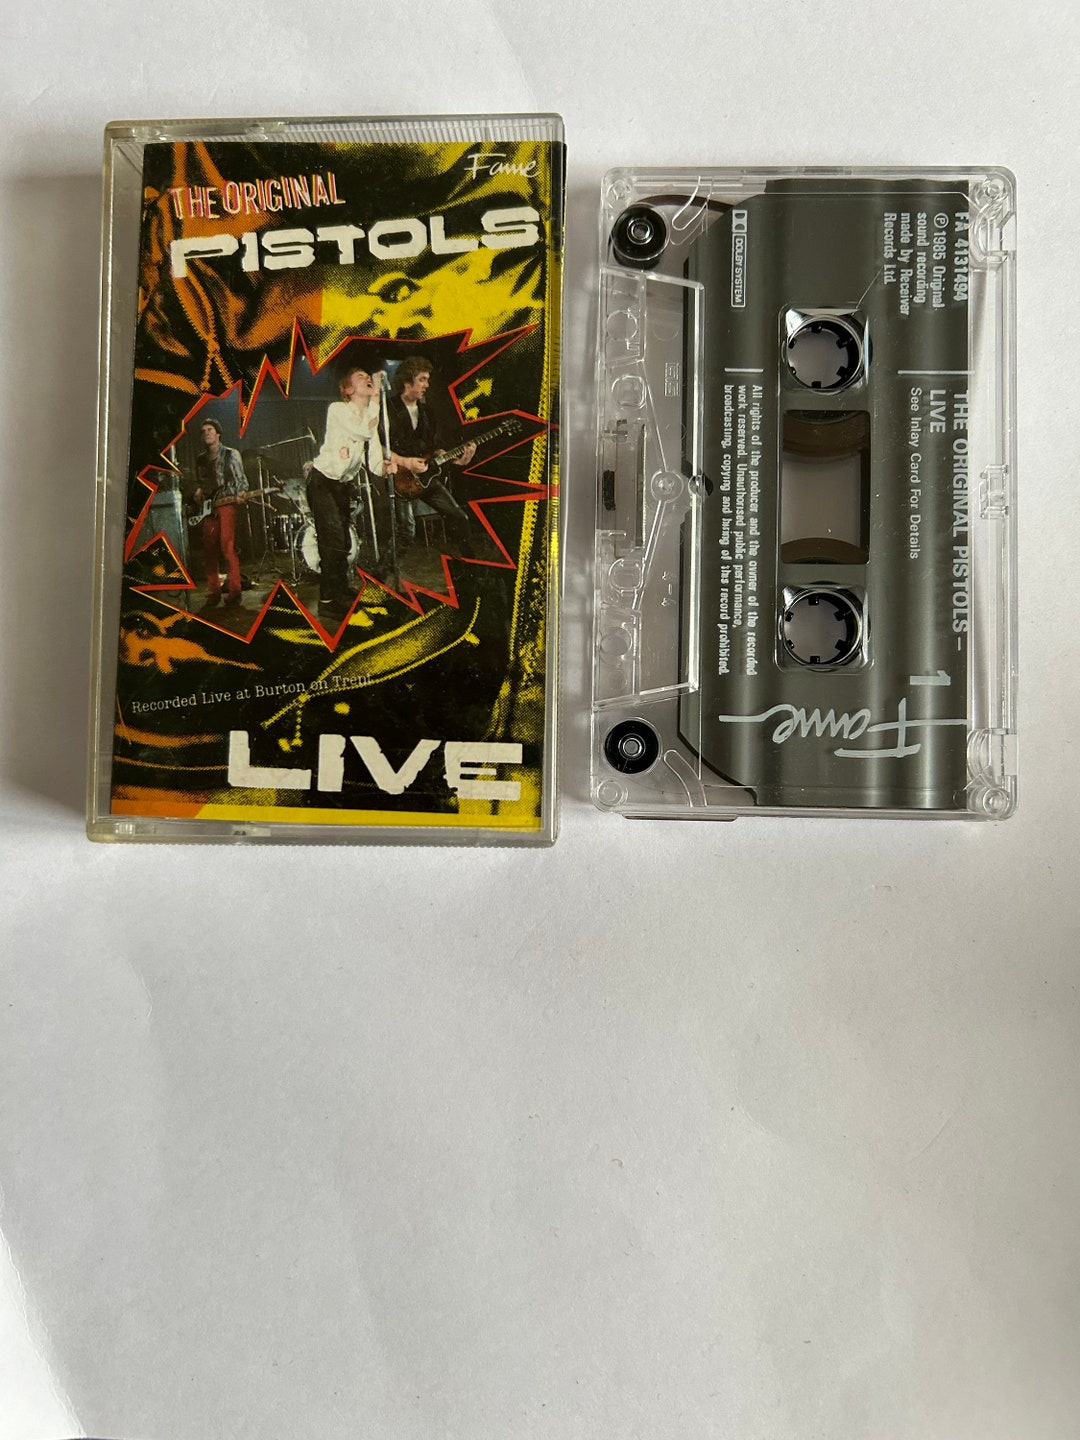 Fame
THE ORIGINAL
PISTOLS
Recorded Live at Burton on Trent
LIVE
FA 4131494
℗ 1985 Original
sound recording
made by Receiver
Records Ltd.
DOLBY SYSTEM
THE ORIGINAL PISTOLS –
LIVE
See Inlay Card For Details
All rights of the producer and the owner of the recorded
work reserved. Unauthorised public performance,
broadcasting, copying and hiring of this record prohibited.
1
Fame